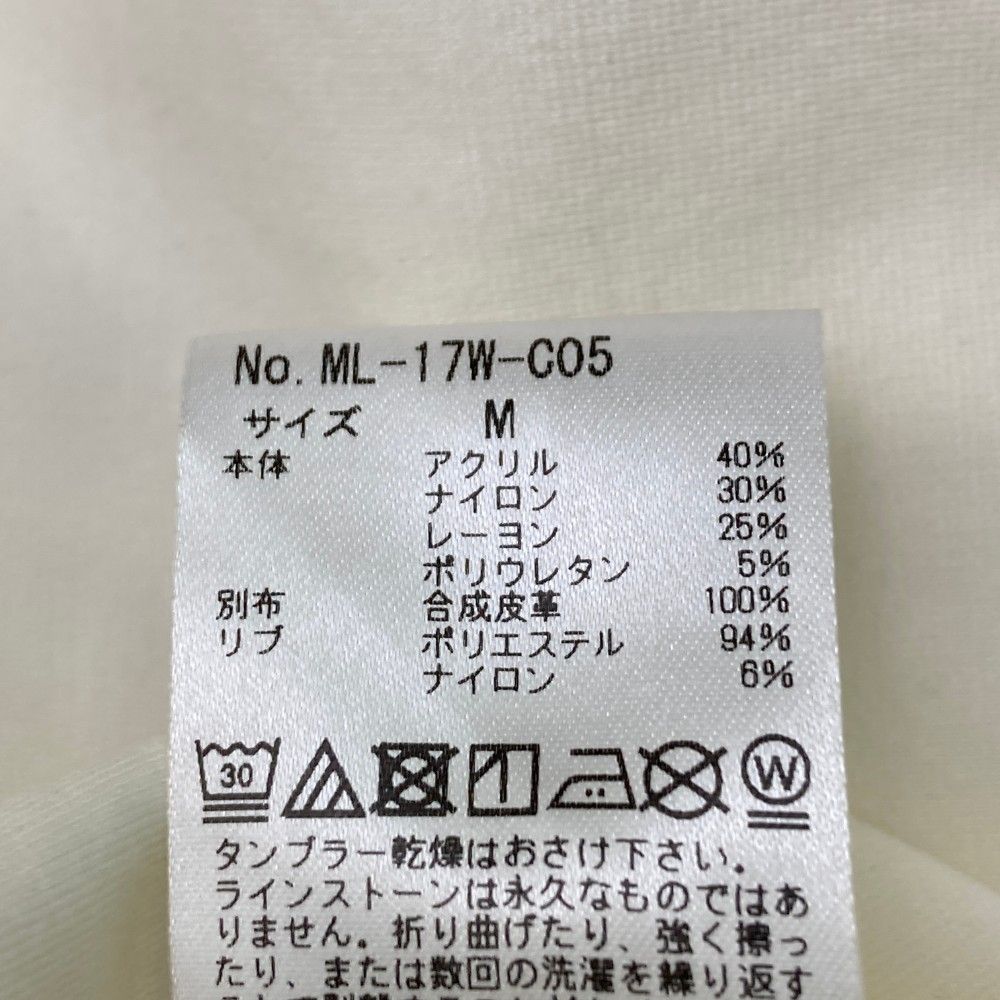 No. ML-17W-C05
サイズ M
本体 アクリル 40%
ナイロン 30%
レーヨン 25%
ポリウレタン 5%
別布 合成皮革 100%
リブ ポリエステル 94%
ナイロン 6%
30 W
タンブラー乾燥はおさけ下さい。
ラインストーンは永久なものではあ
りません。折り曲げたり、強く擦っ
たり、または数回の洗濯を繰り返す